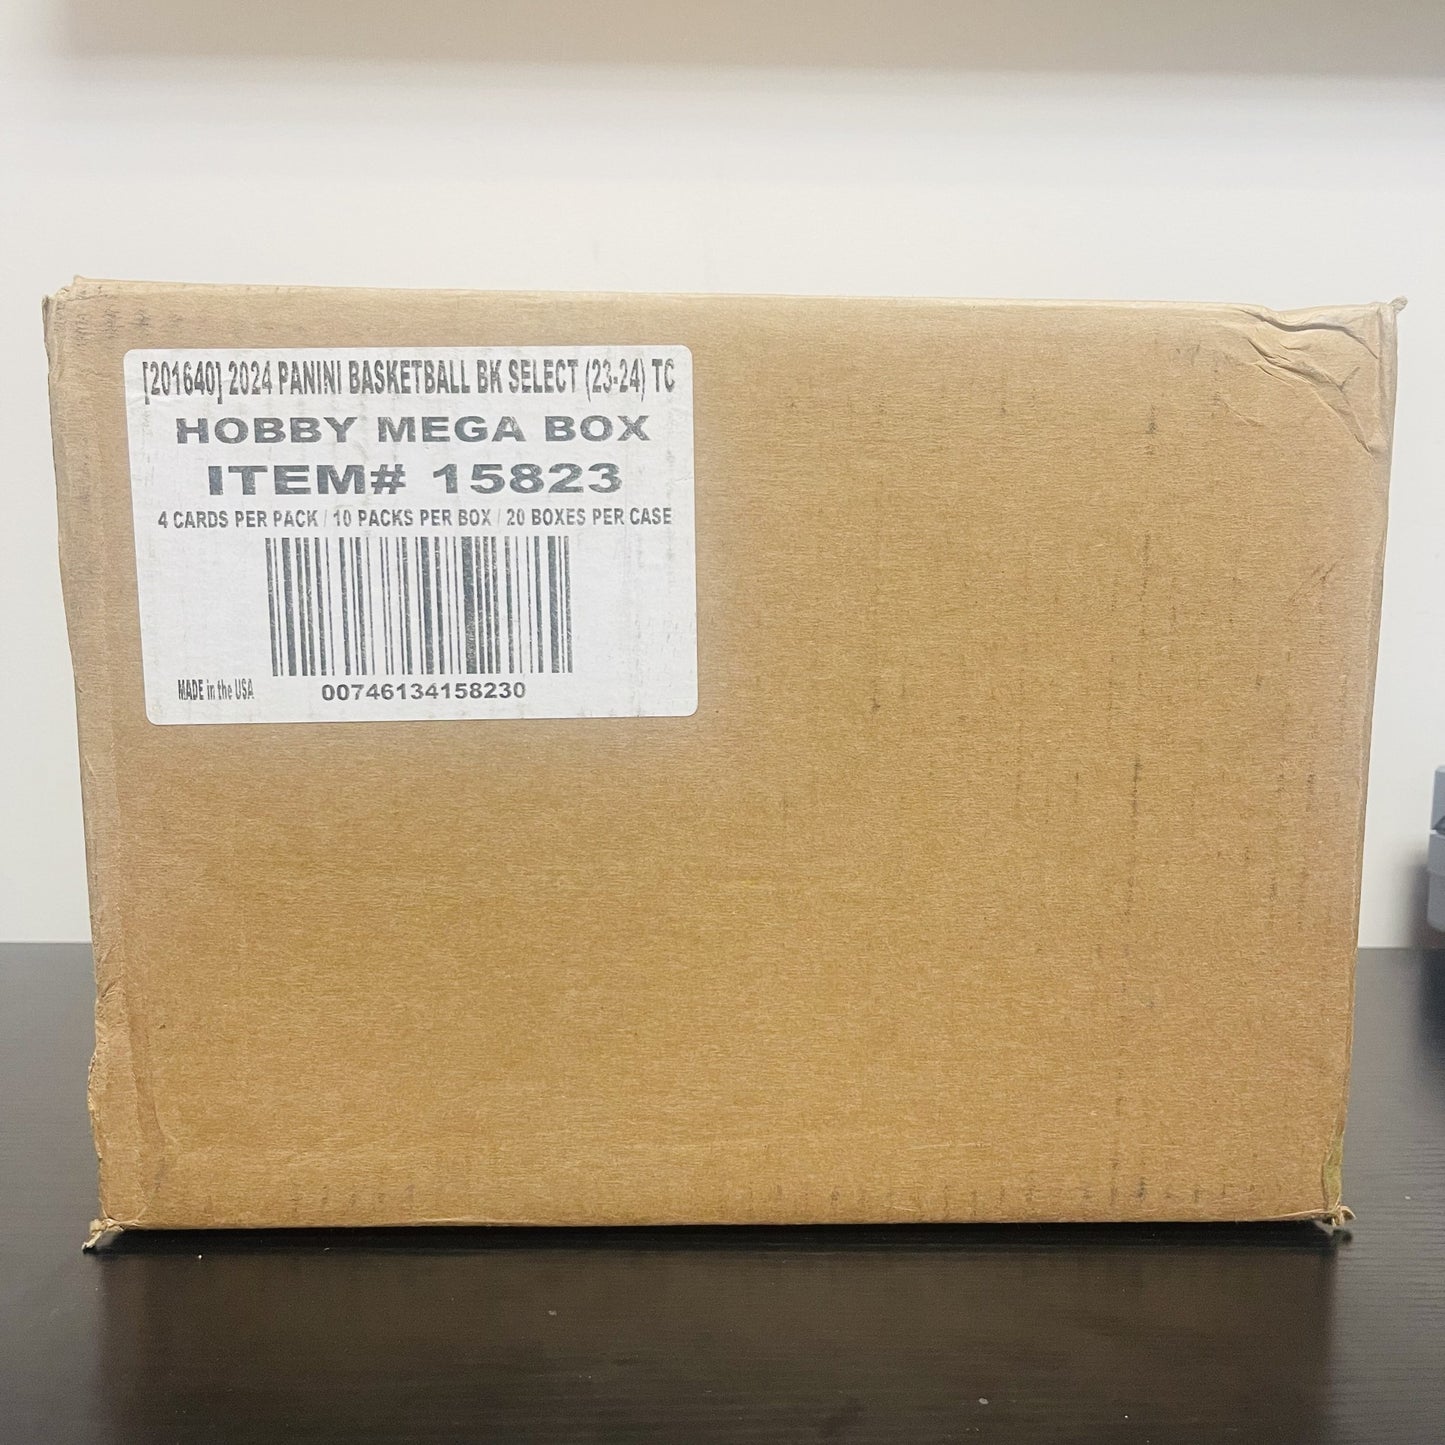 [201640] 2024 PANINI BASKETBALL BK SELECT (23-24) TC
HOBBY MEGA BOX
ITEM# 15823
4 CARDS PER PACK / 10 PACKS PER BOX / 20 BOXES PER CASE
MADE in the USA
00746134158230